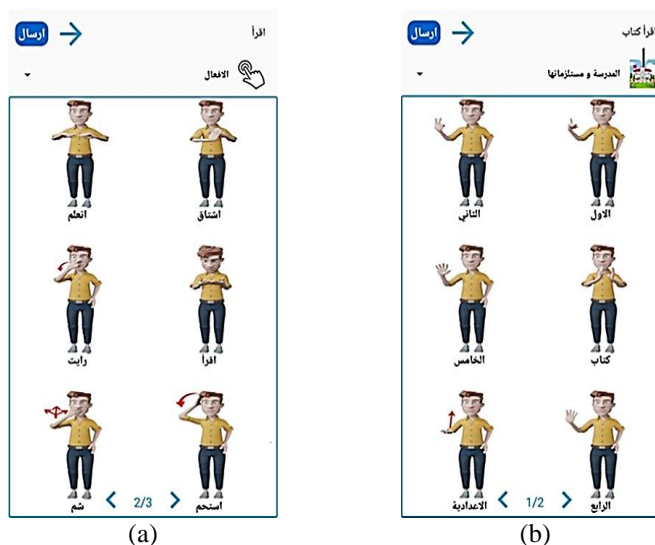 اقرأ ارسال
الافعال
اشتاق اتعلم
اقرأ رايت
استحم 2/3 شم
(a)
اقرأ كتاب ارسال
المدرسة و مستلزماتها
الاول الثاني
كتاب الخامس
الرابع 1/2 الاعدادية
(b)